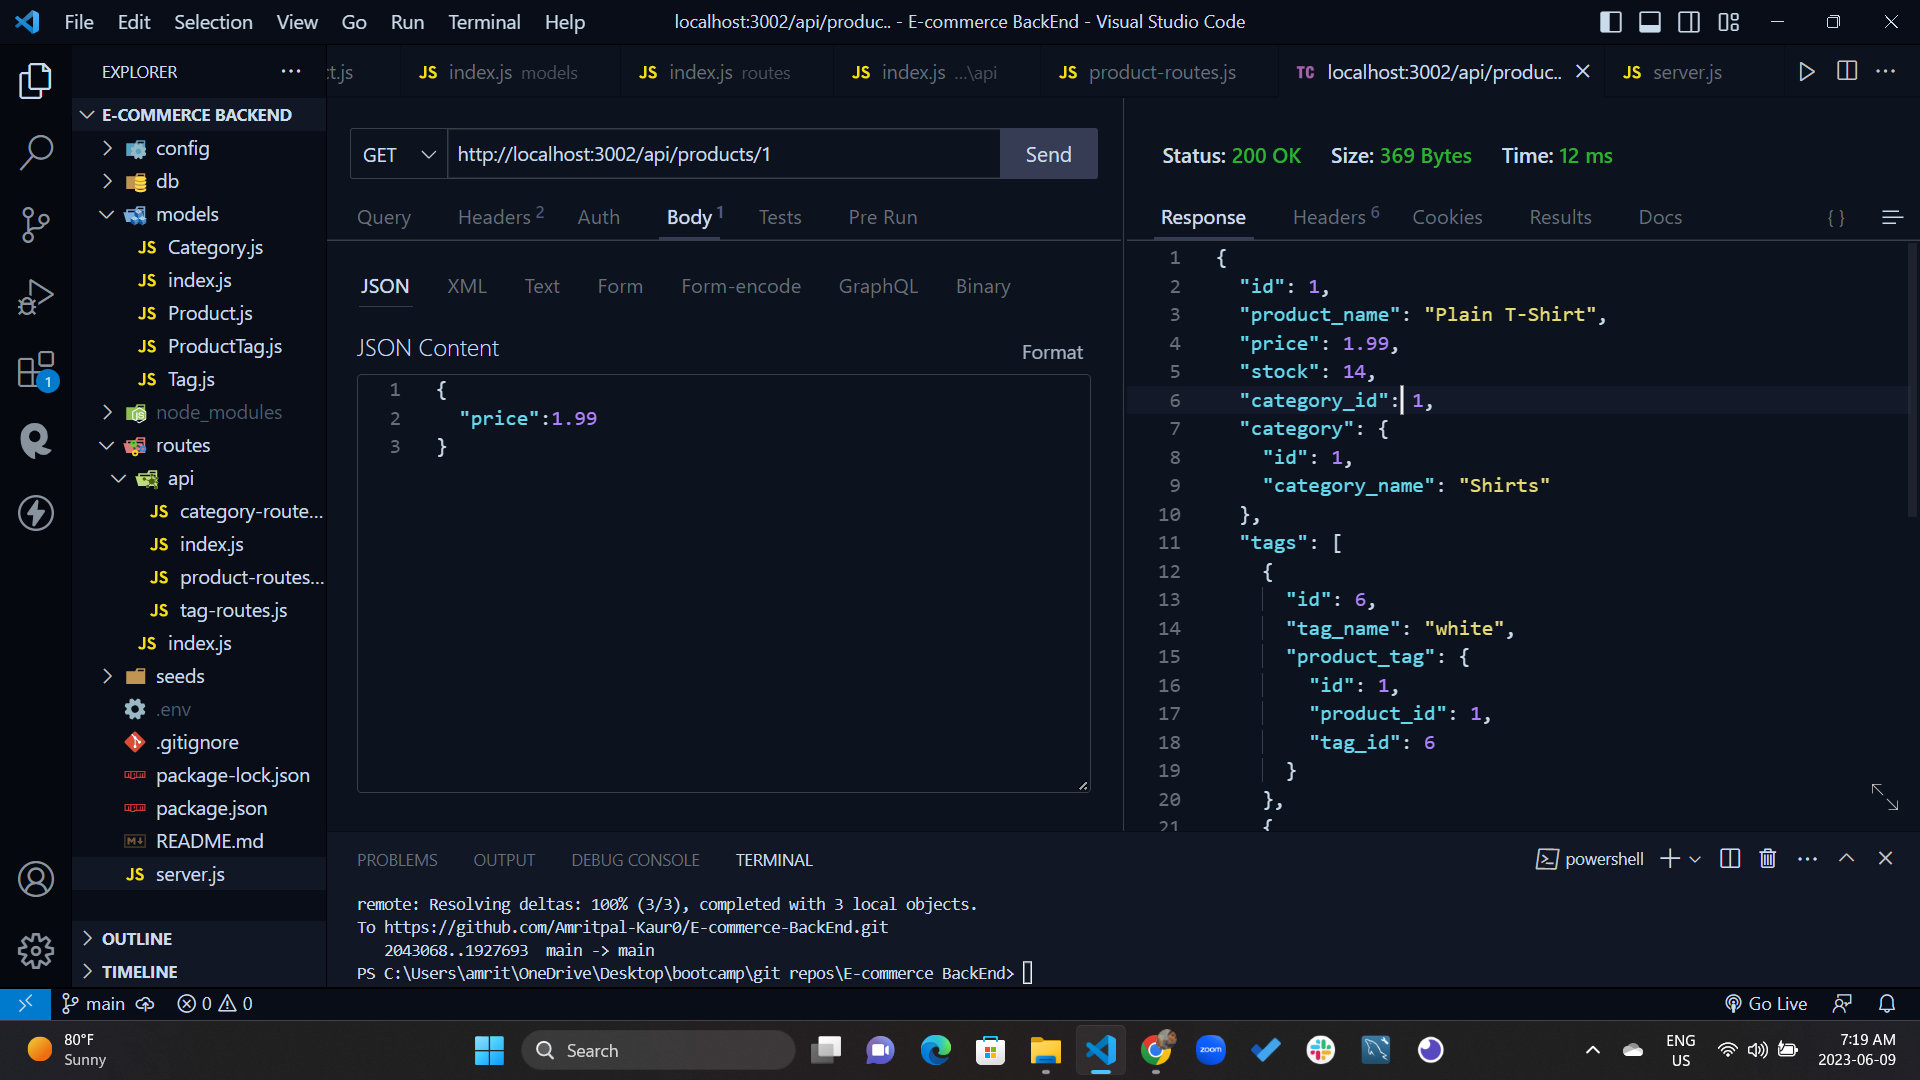 File Edit Selection View Go Run Terminal Help
localhost:3002/api/produc.. - E-commerce BackEnd - Visual Studio Code
EXPLORER
ct.js
JS index.js models
JS index.js routes
JS index.js ...\api
JS product-routes.js
TC localhost:3002/api/produc..
JS server.js
E-COMMERCE BACKEND
config
db
models
JS Category.js
JS index.js
JS Product.js
JS ProductTag.js
JS Tag.js
node_modules
routes
api
JS category-route...
JS index.js
JS product-routes...
JS tag-routes.js
JS index.js
seeds
.env
.gitignore
package-lock.json
package.json
README.md
JS server.js
OUTLINE
TIMELINE
1
GET http://localhost:3002/api/products/1 Send
Query Headers 2 Auth Body 1 Tests Pre Run
JSON XML Text Form Form-encode GraphQL Binary
JSON Content
Format
1 {
2 "price":1.99
3 }
Status: 200 OK Size: 369 Bytes Time: 12 ms
Response Headers 6 Cookies Results Docs { }
1 {
2 "id": 1,
3 "product_name": "Plain T-Shirt",
4 "price": 1.99,
5 "stock": 14,
6 "category_id": 1,
7 "category": {
8 "id": 1,
9 "category_name": "Shirts"
10 },
11 "tags": [
12 {
13 "id": 6,
14 "tag_name": "white",
15 "product_tag": {
16 "id": 1,
17 "product_id": 1,
18 "tag_id": 6
19 }
20 },
21 {
PROBLEMS OUTPUT DEBUG CONSOLE TERMINAL
powershell
remote: Resolving deltas: 100% (3/3), completed with 3 local objects.
To https://github.com/Amritpal-Kaur0/E-commerce-BackEnd.git
2043068..1927693 main -> main
PS C:\Users\amrit\OneDrive\Desktop\bootcamp\git repos\E-commerce BackEnd>
main 0 0
Go Live
80°F
Sunny
Search
zoom
ENG
US
7:19 AM
2023-06-09